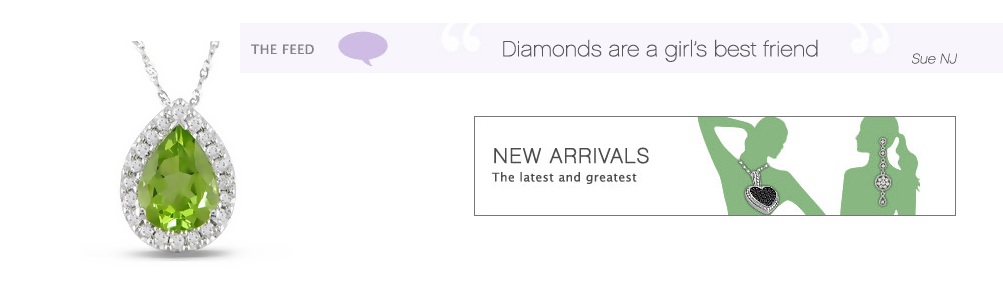 THE FEED
“ Diamonds are a girl's best friend ”
Sue NJ
NEW ARRIVALS
The latest and greatest